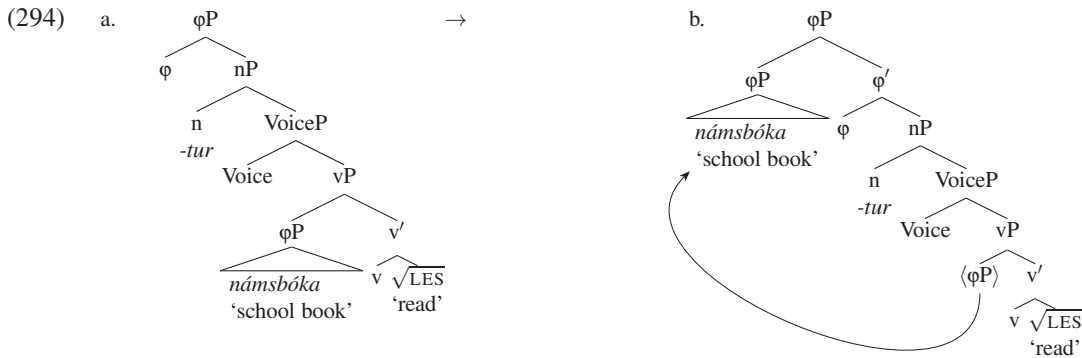 (294) a. φP → b. φP
φ nP φP φ′
n VoiceP námsbóka φ nP
-tur ‘school book’
Voice vP n VoiceP
-tur
φP v′ Voice vP
námsbóka v √LES ⟨φP⟩ v′
‘school book’ ‘read’
v √LES
‘read’